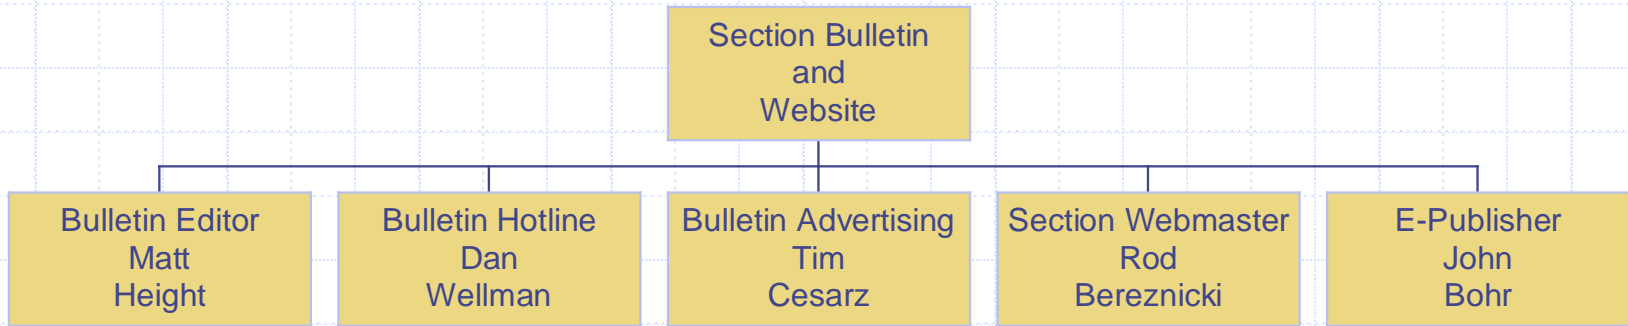 Section Bulletin
and
Website
Bulletin Editor
Matt
Height
Bulletin Hotline
Dan
Wellman
Bulletin Advertising
Tim
Cesarz
Section Webmaster
Rod
Bereznicki
E-Publisher
John
Bohr